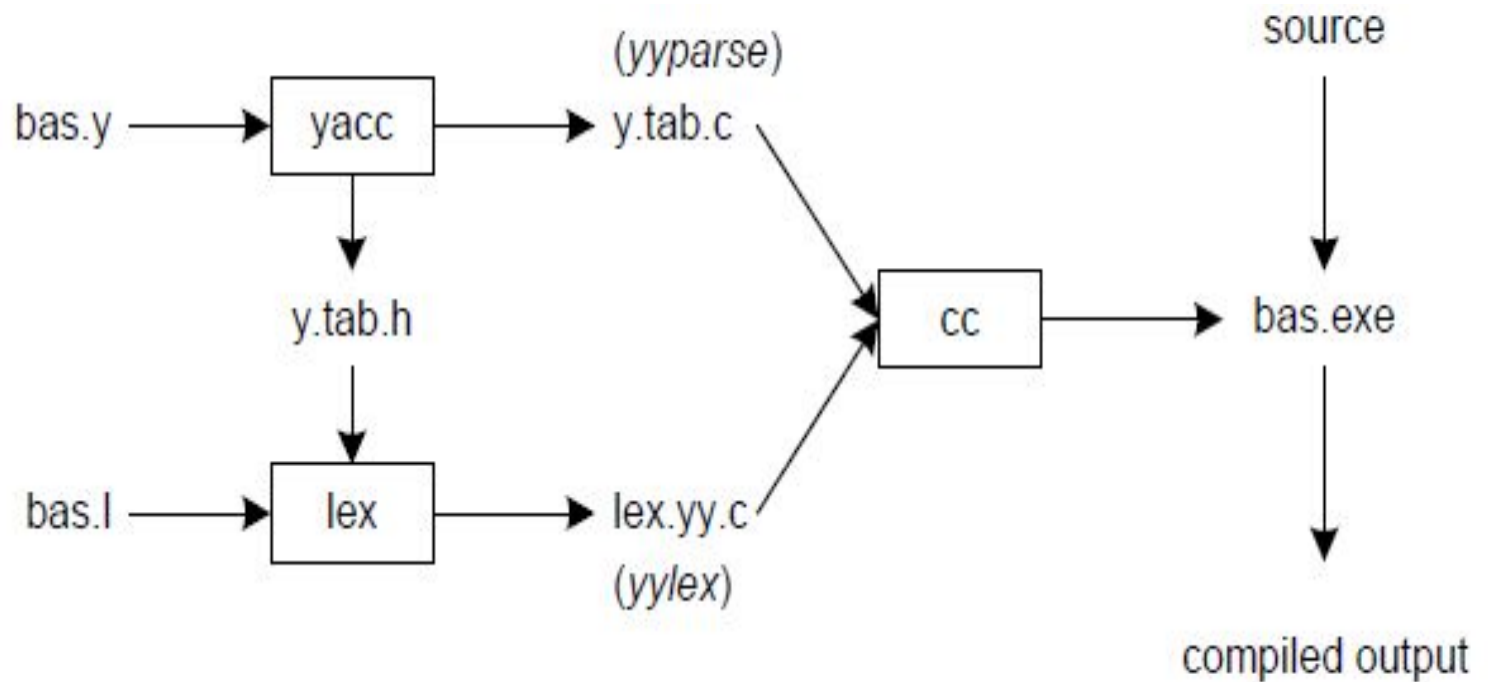 source
(yyparse)
bas.y
yacc
y.tab.c
y.tab.h
cc
bas.exe
bas.l
lex
lex.yy.c
(yylex)
compiled output